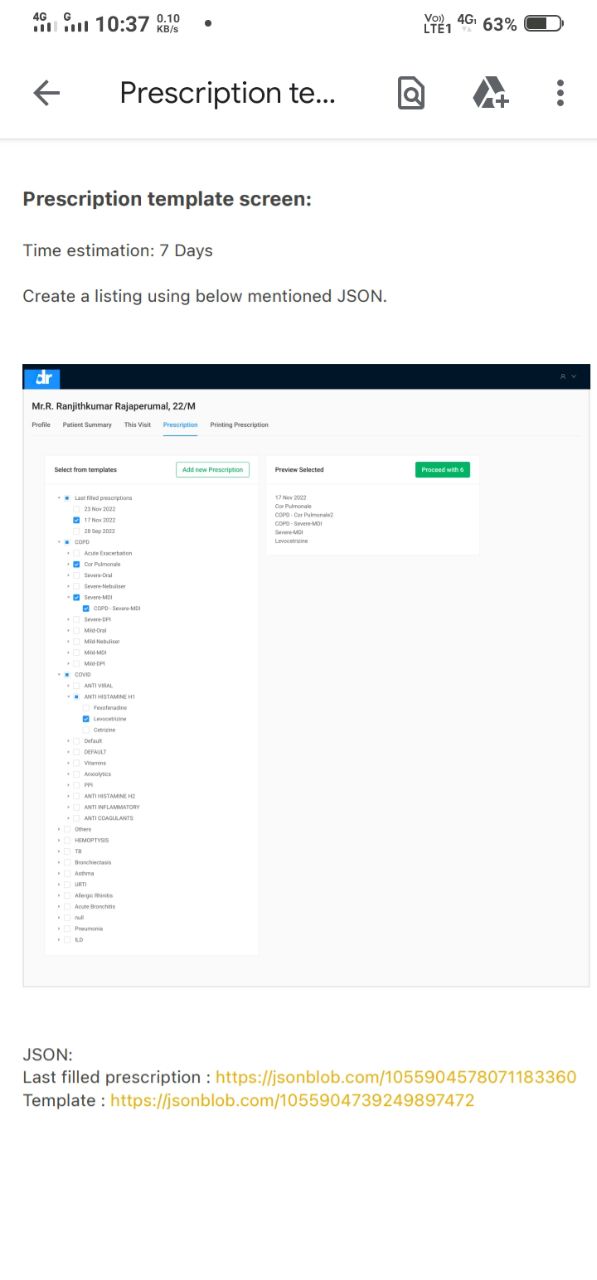 4G G 10:37 0.10 KB/s
Vo)) LTE1 4G 63%
Prescription te...
Prescription template screen:
Time estimation: 7 Days
Create a listing using below mentioned JSON.
dr
Mr.R. Ranjithkumar Rajaperumal, 22/M
Profile Patient Summary This Visit Prescription Printing Prescription
Select from templates Add new Prescription
Last filled prescriptions
23 Nov 2022
17 Nov 2022
28 Sep 2022
COPD
Acute Exacerbation
Cor Pulmonale
Severe-Oral
Severe-Nebuliser
Severe-MDI
COPD - Severe-MDI
Severe-DPI
Mild-Oral
Mild-Nebuliser
Mild-MDI
Mild-DPI
COVID
ANTI VIRAL
ANTI HISTAMINE H1
Fexofenadine
Levocetrizine
Cetrizine
Default
DEFAULT
Vitamins
Anxiolytics
PPI
ANTI HISTAMINE H2
ANTI INFLAMMATORY
ANTI COAGULANTS
Others
HEMOPTYSIS
TB
Bronchiectasis
Asthma
URTI
Allergic Rhinitis
Acute Bronchitis
null
Pneumonia
ILD
Preview Selected Proceed with 6
17 Nov 2022
Cor Pulmonale
COPD - Cor Pulmonale2
COPD - Severe-MDI
Severe-MDI
Levocetrizine
JSON:
Last filled prescription : https://jsonblob.com/1055904578071183360
Template : https://jsonblob.com/1055904739249897472